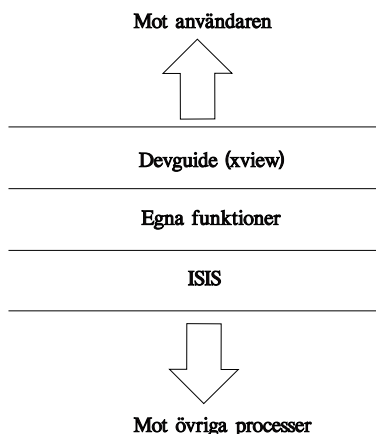 Mot användaren
Devguide (xview)
Egna funktioner
ISIS
Mot övriga processer